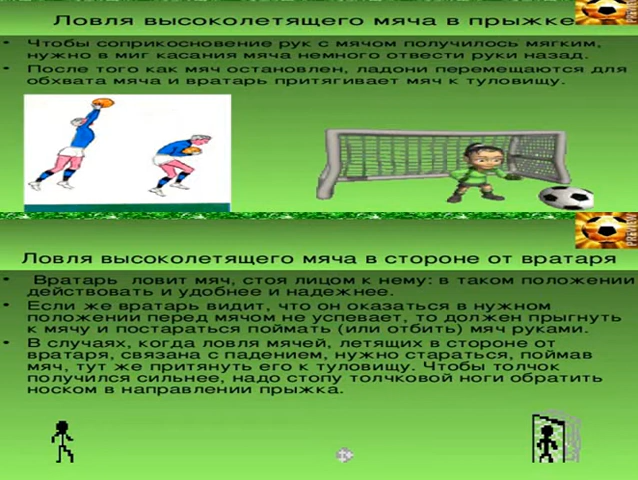 Ловля высоколетящего мяча в прыжке
• Чтобы соприкосновение рук с мячом получилось мягким,
нужно в миг касания мяча немного отвести руки назад.
• После того как мяч остановлен, ладони перемещаются для
обхвата мяча и вратарь притягивает мяч к туловищу.
PREVIEW
Ловля высоколетящего мяча в стороне от вратаря
PREVIEW
• Вратарь ловит мяч, стоя лицом к нему: в таком положении
действовать и удобнее и надежнее.
• Если же вратарь видит, что он оказаться в нужном
положении перед мячом не успевает, то должен прыгнуть
к мячу и постараться поймать (или отбить) мяч руками.
• В случаях, когда ловля мячей, летящих в стороне от
вратаря, связана с падением, нужно стараться, поймав
мяч, тут же притянуть его к туловищу. Чтобы толчок
получился сильнее, надо стопу толчковой ноги обратить
носком в направлении прыжка.